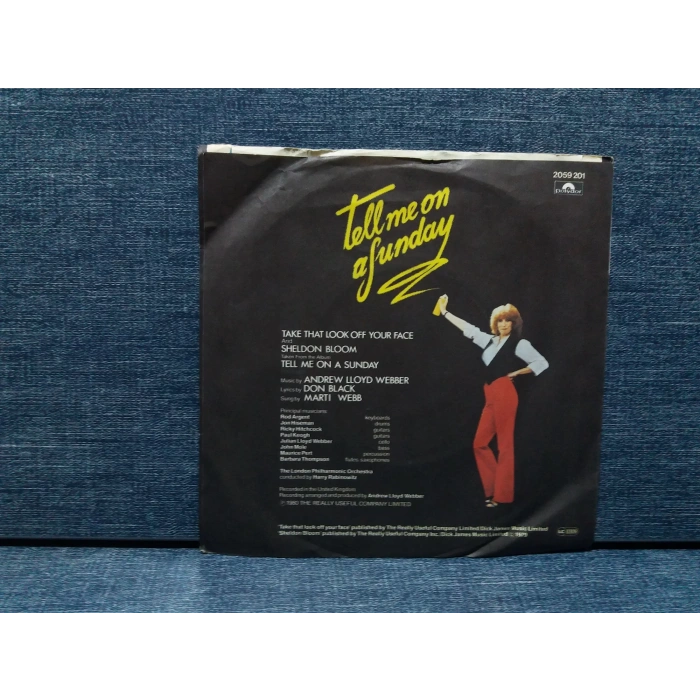 2059 201
polydor
Tell me on
a Sunday
TAKE THAT LOOK OFF YOUR FACE
And
SHELDON BLOOM
Taken From the Album
TELL ME ON A SUNDAY
Music by ANDREW LLOYD WEBBER
Lyrics by DON BLACK
Sung by MARTI WEBB
Principal musicians:
Rod Argent keyboards
Jon Hiseman drums
Ricky Hitchcock guitars
Paul Keogh guitars
Julian Lloyd Webber cello
John Mole bass
Maurice Pert percussion
Barbara Thompson flutes saxophones
The London Philharmonic Orchestra
conducted by Harry Rabinowitz
Recorded in the United Kingdom
Recording arranged and produced by Andrew Lloyd Webber
Ⓟ 1980 THE REALLY USEFUL COMPANY LIMITED
'Take that look off your face' published by The Really Useful Company Limited/Dick James Music Limited
'Sheldon Bloom' published by The Really Useful Company Inc./Dick James Music Limited © 1979